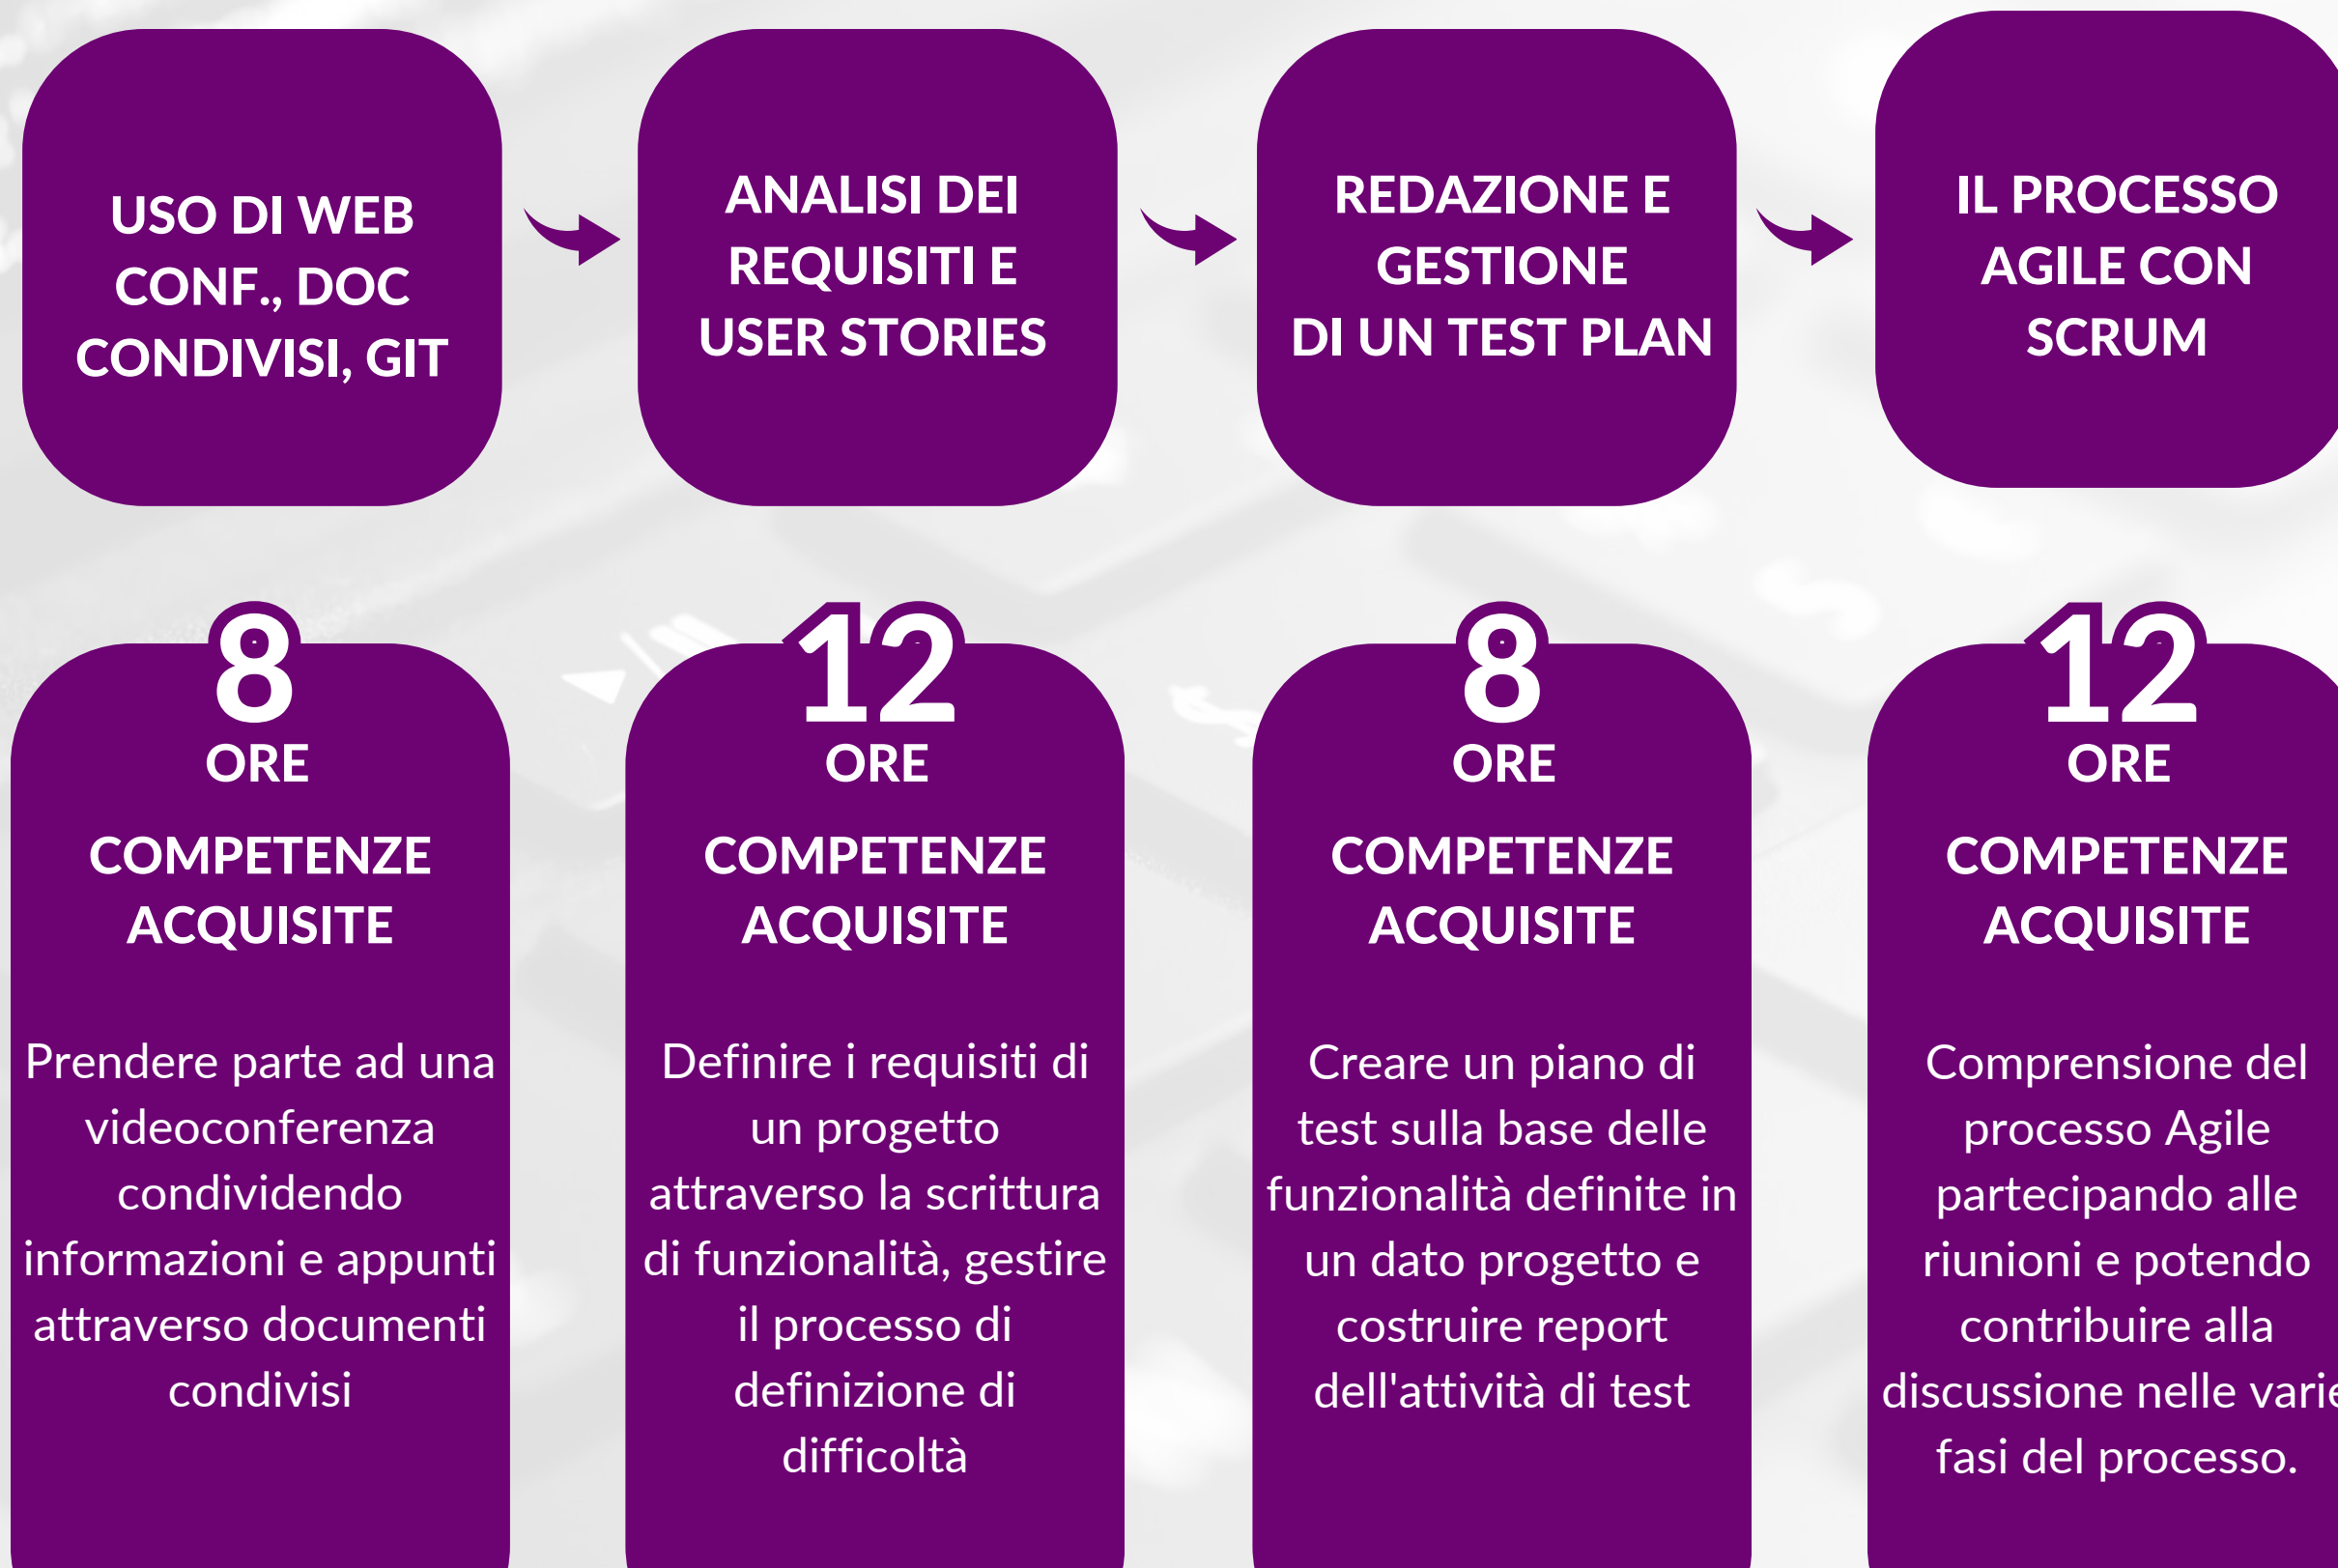 USO DI WEB
CONF., DOC
CONDIVISI, GIT
ANALISI DEI
REQUISITI E
USER STORIES
REDAZIONE E
GESTIONE
DI UN TEST PLAN
IL PROCESSO
AGILE CON
SCRUM
8
ORE
COMPETENZE
ACQUISITE
Prendere parte ad una
videoconferenza
condividendo
informazioni e appunti
attraverso documenti
condivisi
12
ORE
COMPETENZE
ACQUISITE
Definire i requisiti di
un progetto
attraverso la scrittura
di funzionalità, gestire
il processo di
definizione di
difficoltà
8
ORE
COMPETENZE
ACQUISITE
Creare un piano di
test sulla base delle
funzionalità definite in
un dato progetto e
costruire report
dell'attività di test
12
ORE
COMPETENZE
ACQUISITE
Comprensione del
processo Agile
partecipando alle
riunioni e potendo
contribuire alla
discussione nelle varie
fasi del processo.